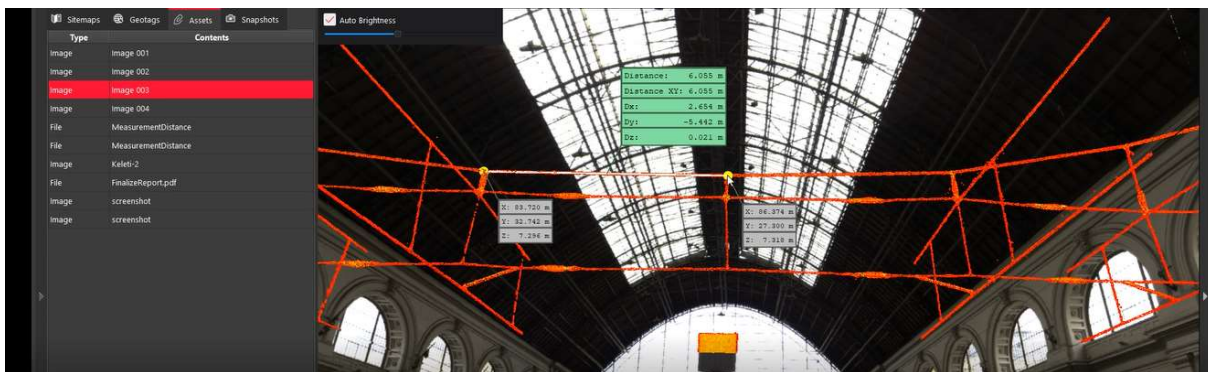 Sitemaps Geotags Assets Snapshots
Type Contents
Image Image 001
Image Image 002
Image Image 003
Image Image 004
File MeasurementDistance
File MeasurementDistance
Image Keleti-2
File FinalizeReport.pdf
Image screenshot
Image screenshot
Auto Brightness
Distance: 6.055 m
Distance XY: 6.055 m
Dx: 2.654 m
Dy: -5.442 m
Dz: 0.021 m
X: 83.720 m
Y: 32.742 m
Z: 7.296 m
X: 86.374 m
Y: 27.300 m
Z: 7.318 m